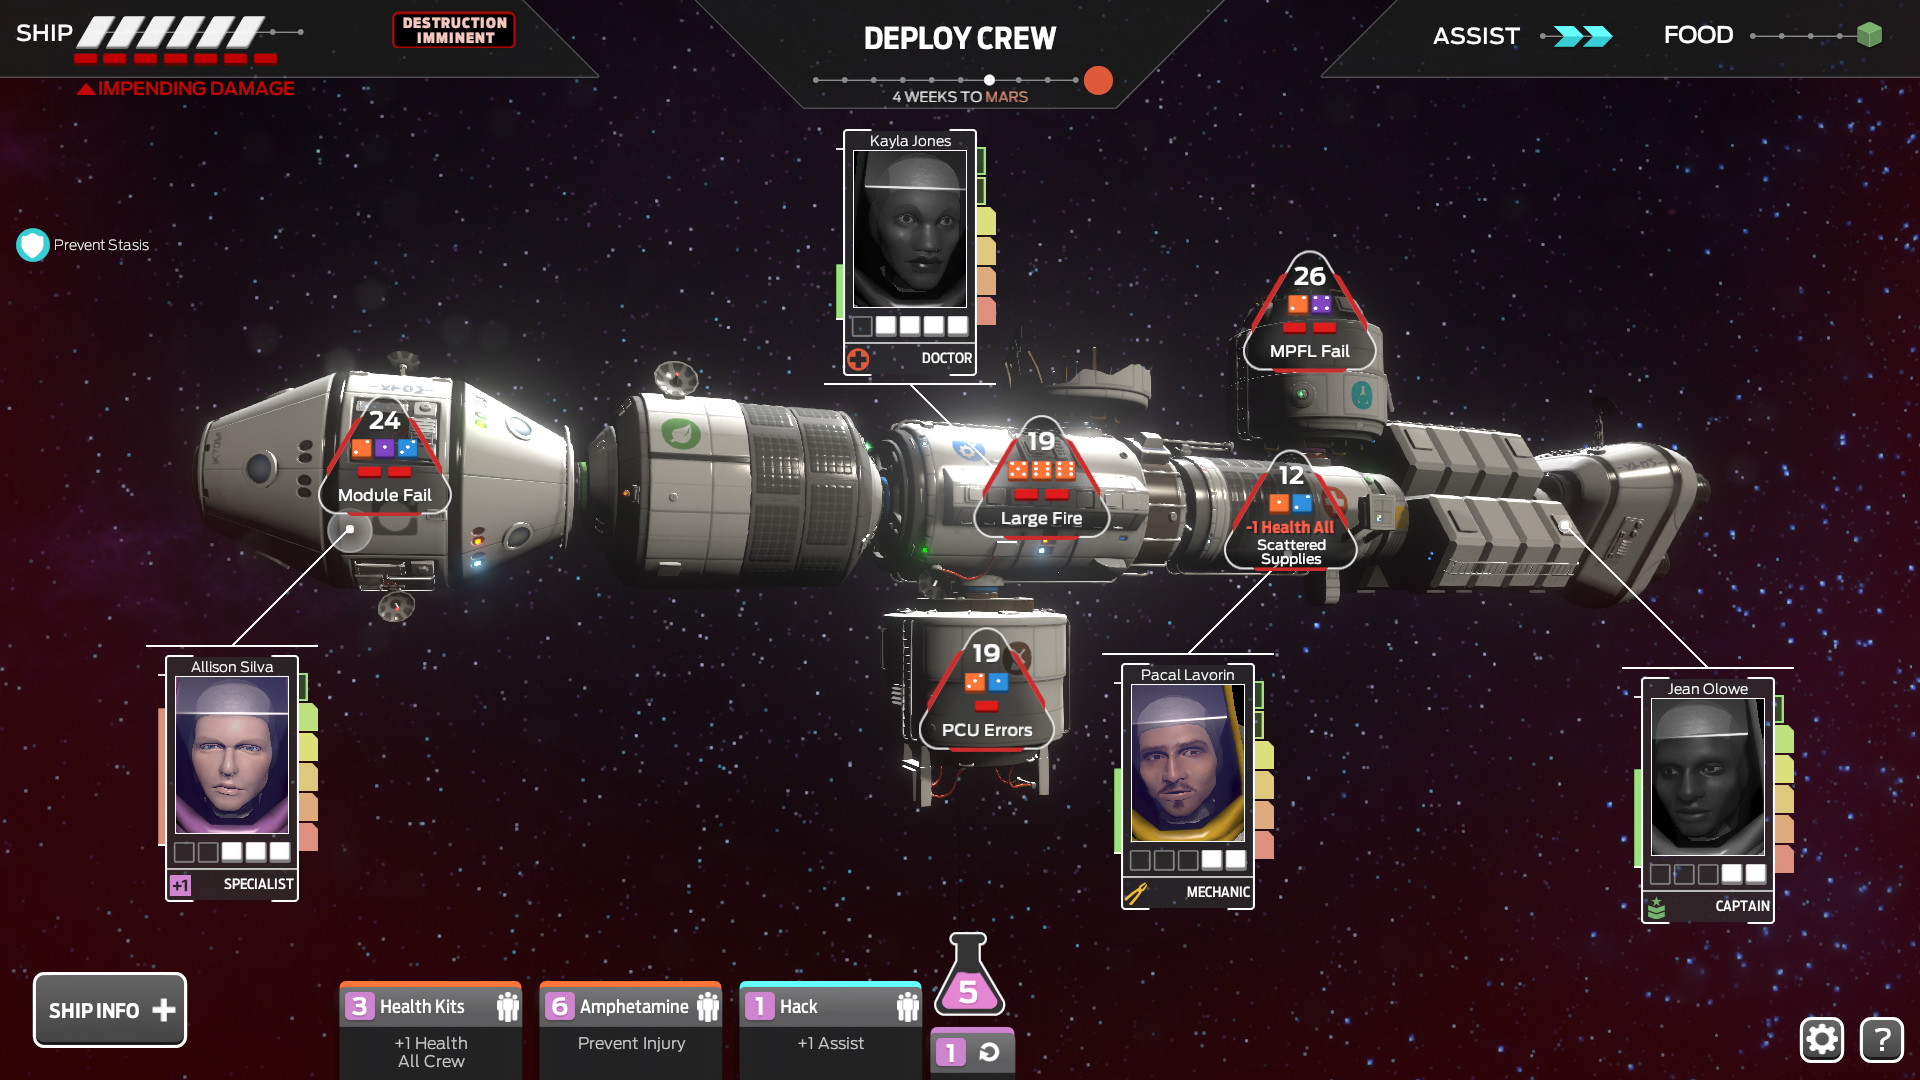 SHIP
DESTRUCTION
IMMINENT
IMPENDING DAMAGE
DEPLOY CREW
4 WEEKS TO MARS
ASSIST
FOOD
Prevent Stasis
Kayla Jones
DOCTOR
26
MPFL Fail
24
Module Fail
19
Large Fire
12
-1 Health All
Scattered
Supplies
19
PCU Errors
Allison Silva
+1 SPECIALIST
Pacal Lavorin
MECHANIC
Jean Olowe
CAPTAIN
SHIP INFO +
3 Health Kits
+1 Health
All Crew
6 Amphetamine
Prevent Injury
1 Hack
+1 Assist
5
1
?